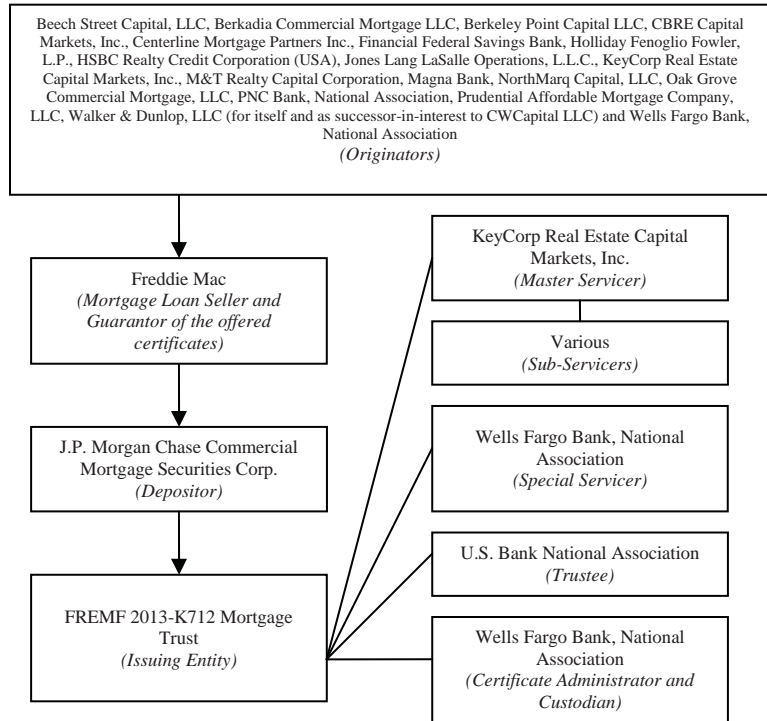 Beech Street Capital, LLC, Berkadia Commercial Mortgage LLC, Berkeley Point Capital LLC, CBRE Capital
Markets, Inc., Centerline Mortgage Partners Inc., Financial Federal Savings Bank, Holliday Fenoglio Fowler,
L.P., HSBC Realty Credit Corporation (USA), Jones Lang LaSalle Operations, L.L.C., KeyCorp Real Estate
Capital Markets, Inc., M&T Realty Capital Corporation, Magna Bank, NorthMarq Capital, LLC, Oak Grove
Commercial Mortgage, LLC, PNC Bank, National Association, Prudential Affordable Mortgage Company,
LLC, Walker & Dunlop, LLC (for itself and as successor-in-interest to CWCapital LLC) and Wells Fargo Bank,
National Association
(Originators)
Freddie Mac
(Mortgage Loan Seller and
Guarantor of the offered
certificates)
J.P. Morgan Chase Commercial
Mortgage Securities Corp.
(Depositor)
FREMF 2013-K712 Mortgage
Trust
(Issuing Entity)
KeyCorp Real Estate Capital
Markets, Inc.
(Master Servicer)
Various
(Sub-Servicers)
Wells Fargo Bank, National
Association
(Special Servicer)
U.S. Bank National Association
(Trustee)
Wells Fargo Bank, National
Association
(Certificate Administrator and
Custodian)